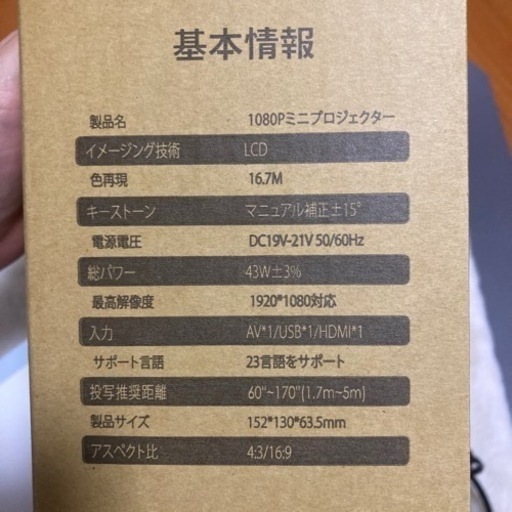 基本情報
製品名 1080Pミニプロジェクター
イメージング技術 LCD
色再現 16.7M
キーストーン マニュアル補正±15°
電源電圧 DC19V-21V 50/60Hz
総パワー 43W±3%
最高解像度 1920*1080対応
入力 AV*1/USB*1/HDMI*1
サポート言語 23言語をサポート
投写推奨距離 60"~170"(1.7m~5m)
製品サイズ 152*130*63.5mm
アスペクト比 4:3/16:9